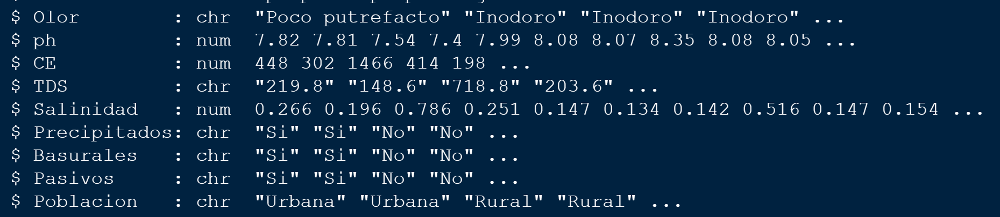 $ Olor         : chr  "Poco putrefacto" "Inodoro" "Inodoro" "Inodoro" ...
$ ph           : num  7.82 7.81 7.54 7.4 7.99 8.08 8.07 8.35 8.08 8.05 ...
$ CE           : num  448 302 1466 414 198 ...
$ TDS          : chr  "219.8" "148.6" "718.8" "203.6" ...
$ Salinidad    : num  0.266 0.196 0.786 0.251 0.147 0.134 0.142 0.516 0.147 0.154 ...
$ Precipitados: chr  "Si" "Si" "No" "No" ...
$ Basurales    : chr  "Si" "Si" "No" "No" ...
$ Pasivos      : chr  "Si" "Si" "No" "No" ...
$ Poblacion    : chr  "Urbana" "Urbana" "Rural" "Rural" ...